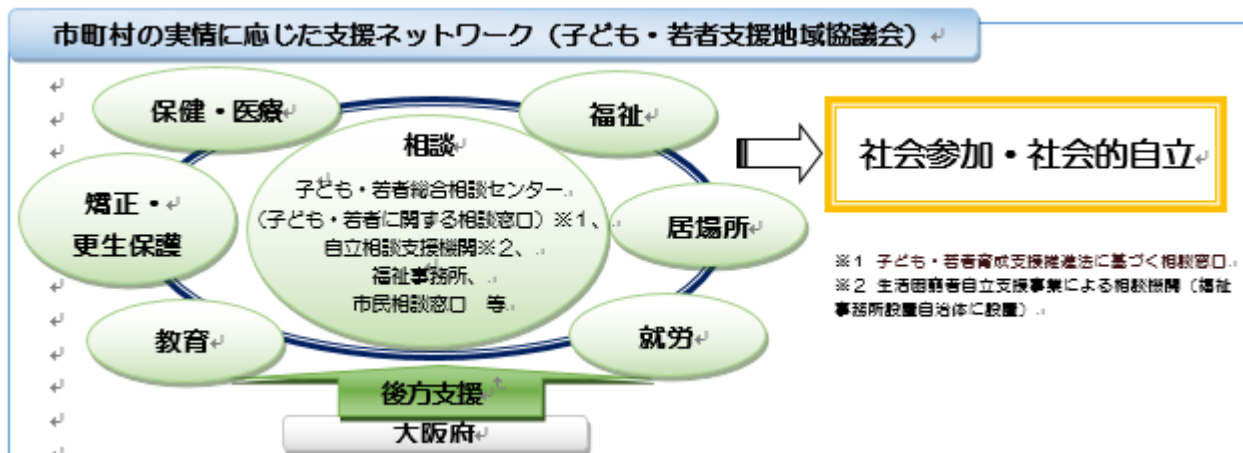 市町村の実情に応じた支援ネットワーク（子ども・若者支援地域協議会）
保健・医療
福祉
相談
子ども・若者総合相談センター
（子ども・若者に関する相談窓口）※１、
自立相談支援機関※２、
福祉事務所、
市民相談窓口　等
矯正・
更生保護
居場所
教育
就労
後方支援
大阪府
社会参加・社会的自立
※１ 子ども・若者育成支援推進法に基づく相談窓口
※２ 生活困窮者自立支援事業による相談機関（福祉
事務所設置自治体に設置）